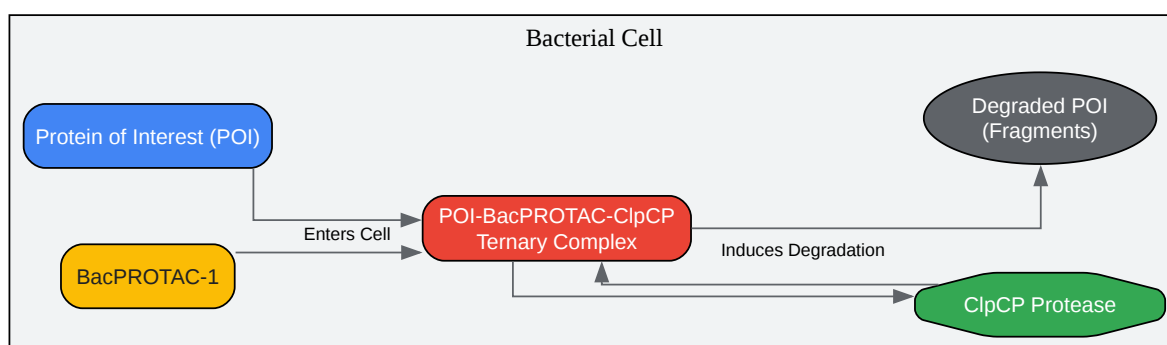 Bacterial Cell
Protein of Interest (POI)
Degraded POI
(Fragments)
Enters Cell
POI-BacPROTAC-ClpCP
Ternary Complex
Induces Degradation
BacPROTAC-1
ClpCP Protease